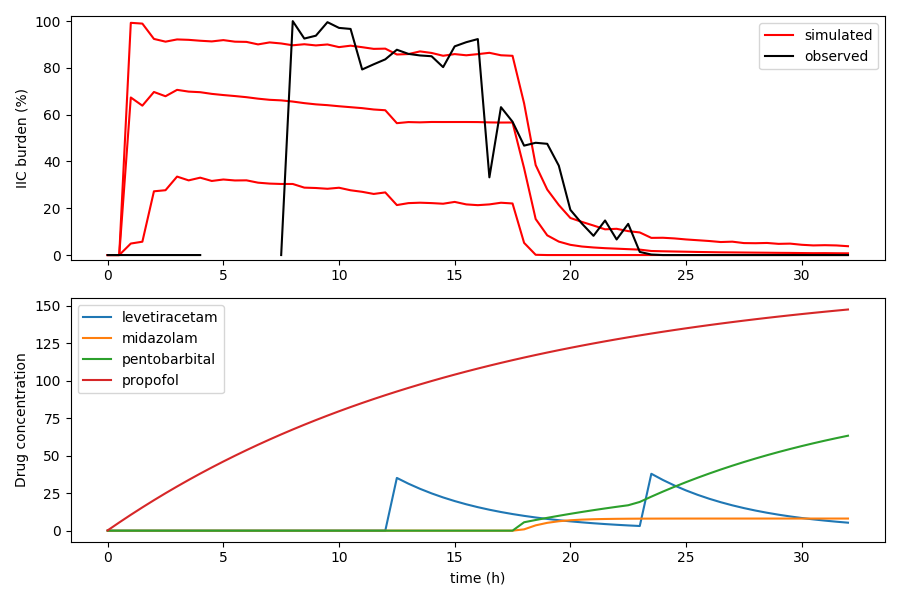 100
80
60
40
20
0
IIC burden (%)
simulated
observed
0 5 10 15 20 25 30
150
125
100
75
50
25
0
Drug concentration
levetiracetam
midazolam
pentobarbital
propofol
0 5 10 15 20 25 30
time (h)